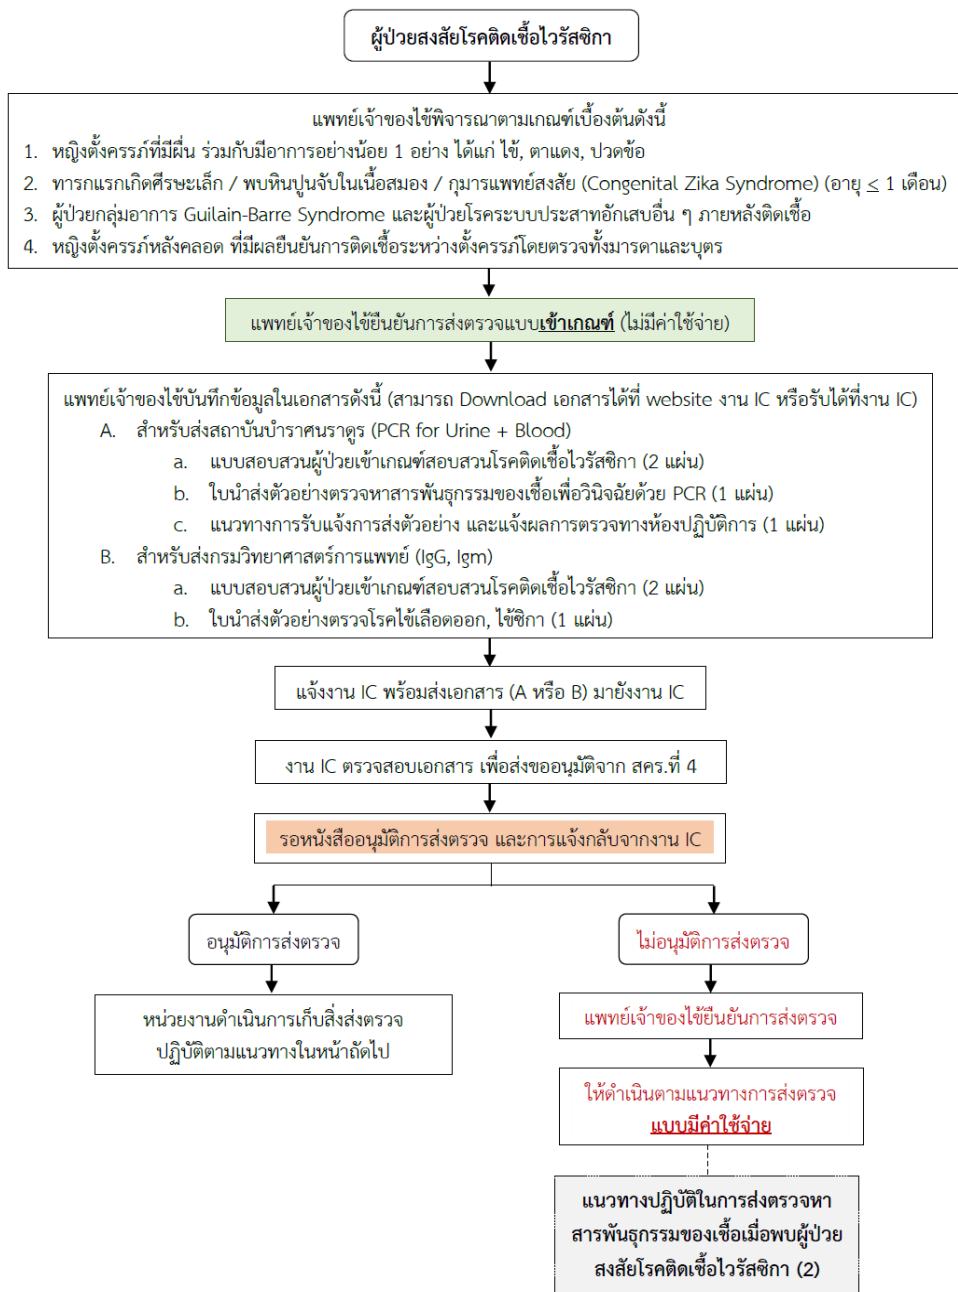 ผู้ป่วยสงสัยโรคติดเชื้อไวรัสซิกา
แพทย์เจ้าของไข้พิจารณาตามเกณฑ์เบื้องต้นดังนี้
1. หญิงตั้งครรภ์ที่มีผื่น ร่วมกับมีอาการอย่างน้อย 1 อย่าง ได้แก่ ไข้, ตาแดง, ปวดข้อ
2. ทารกแรกเกิดศีรษะเล็ก / พบหินปูนจับในเนื้อสมอง / กุมารแพทย์สงสัย (Congenital Zika Syndrome) (อายุ ≤ 1 เดือน)
3. ผู้ป่วยกลุ่มอาการ Guilain-Barre Syndrome และผู้ป่วยโรคระบบประสาทอักเสบอื่น ๆ ภายหลังติดเชื้อ
4. หญิงตั้งครรภ์หลังคลอด ที่มีผลยืนยันการติดเชื้อระหว่างตั้งครรภ์โดยตรวจทั้งมารดาและบุตร
แพทย์เจ้าของไข้ยืนยันการส่งตรวจแบบเข้าเกณฑ์ (ไม่มีค่าใช้จ่าย)
แพทย์เจ้าของไข้บันทึกข้อมูลในเอกสารดังนี้ (สามารถ Download เอกสารได้ที่ website งาน IC หรือรับได้ที่งาน IC)
A. สำหรับส่งสถาบันบำราศนราดูร (PCR for Urine + Blood)
a. แบบสอบสวนผู้ป่วยเข้าเกณฑ์สอบสวนโรคติดเชื้อไวรัสซิกา (2 แผ่น)
b. ใบนำส่งตัวอย่างตรวจหาสารพันธุกรรมของเชื้อเพื่อวินิจฉัยด้วย PCR (1 แผ่น)
c. แนวทางการรับแจ้งการส่งตัวอย่าง และแจ้งผลการตรวจทางห้องปฏิบัติการ (1 แผ่น)
B. สำหรับส่งกรมวิทยาศาสตร์การแพทย์ (IgG, Igm)
a. แบบสอบสวนผู้ป่วยเข้าเกณฑ์สอบสวนโรคติดเชื้อไวรัสซิกา (2 แผ่น)
b. ใบนำส่งตัวอย่างตรวจโรคไข้เลือดออก, ไข้ซิกา (1 แผ่น)
แจ้งงาน IC พร้อมส่งเอกสาร (A หรือ B) มายังงาน IC
งาน IC ตรวจสอบเอกสาร เพื่อส่งขออนุมัติจาก สคร.ที่ 4
รอหนังสืออนุมัติการส่งตรวจ และการแจ้งกลับจากงาน IC
อนุมัติการส่งตรวจ
ไม่อนุมัติการส่งตรวจ
หน่วยงานดำเนินการเก็บสิ่งส่งตรวจ
ปฏิบัติตามแนวทางในหน้าถัดไป
แพทย์เจ้าของไข้ยืนยันการส่งตรวจ
ให้ดำเนินตามแนวทางการส่งตรวจ
แบบมีค่าใช้จ่าย
แนวทางปฏิบัติในการส่งตรวจหา
สารพันธุกรรมของเชื้อเมื่อพบผู้ป่วย
สงสัยโรคติดเชื้อไวรัสซิกา (2)